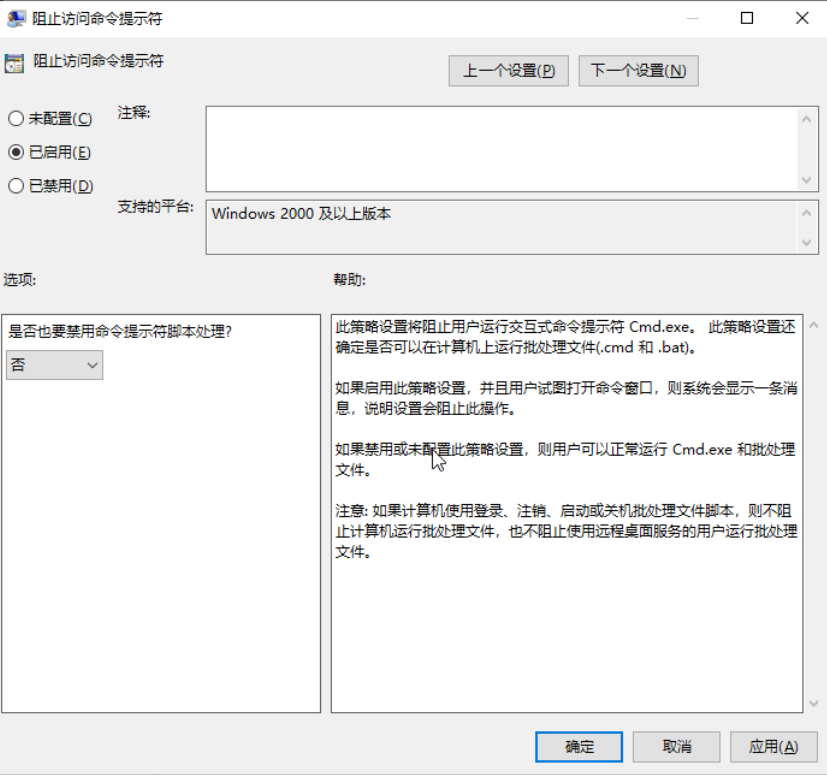 阻止访问命令提示符
阻止访问命令提示符
上一个设置(P)
下一个设置(N)
未配置(C)
注释:
已启用(E)
已禁用(D)
支持的平台:
Windows 2000 及以上版本
选项:
帮助:
是否也要禁用命令提示符脚本处理?
否
此策略设置将阻止用户运行交互式命令提示符 Cmd.exe。 此策略设置还
确定是否可以在计算机上运行批处理文件(.cmd 和 .bat)。
如果启用此策略设置，并且用户试图打开命令窗口，则系统会显示一条消
息，说明设置会阻止此操作。
如果禁用或未配置此策略设置，则用户可以正常运行 Cmd.exe 和批处理
文件。
注意: 如果计算机使用登录、注销、启动或关机批处理文件脚本，则不阻
止计算机运行批处理文件，也不阻止使用远程桌面服务的用户运行批处理
文件。
确定
取消
应用(A)